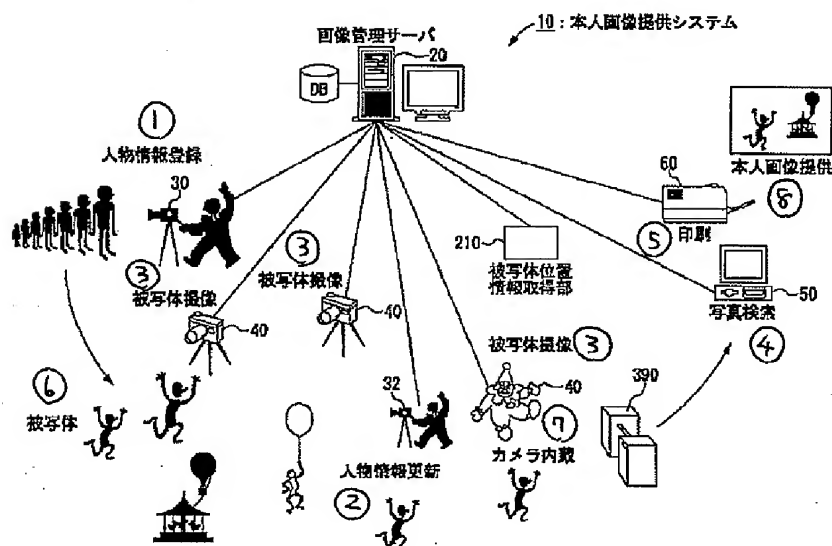 10:本人画像提供システム
画像管理サーバ
20
DB
①
人物情報登録
30
60
本人画像提供
⑧
③
被写体撮像
③
被写体撮像
40
40
210
被写体位置
情報取得部
⑤
印刷
50
写真検索
④
被写体撮像 ③
40
390
⑥
被写体
32
⑦
カメラ内蔵
人物情報更新
②